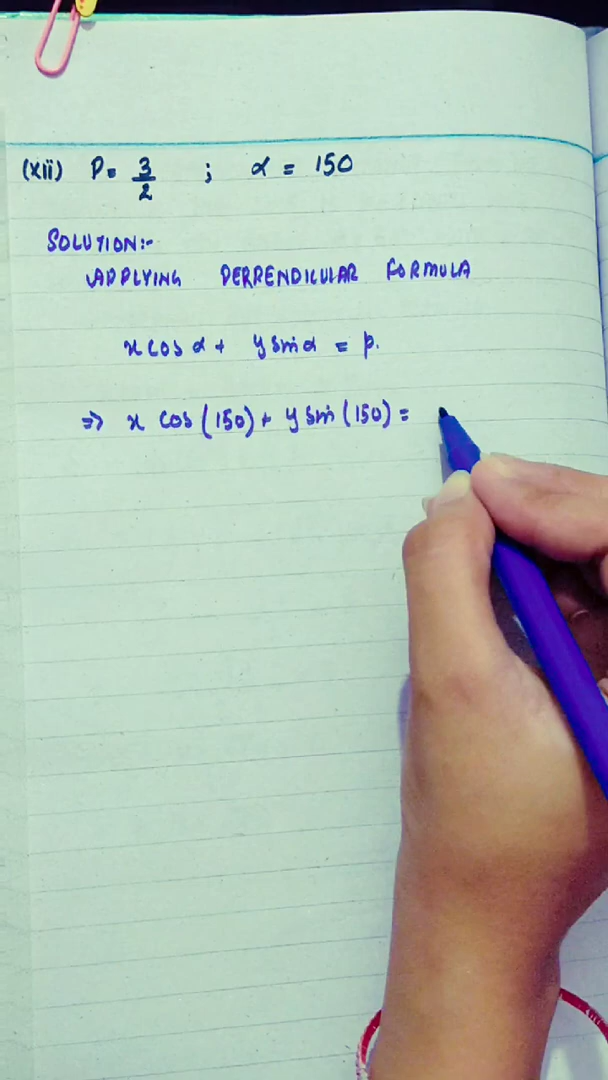 (xii) P = 3/2 ; α = 150
SOLUTION:-
APPLYING PERPENDICULAR FORMULA
x cos α + y sin α = p.
⇒ x cos (150) + y sin (150) =